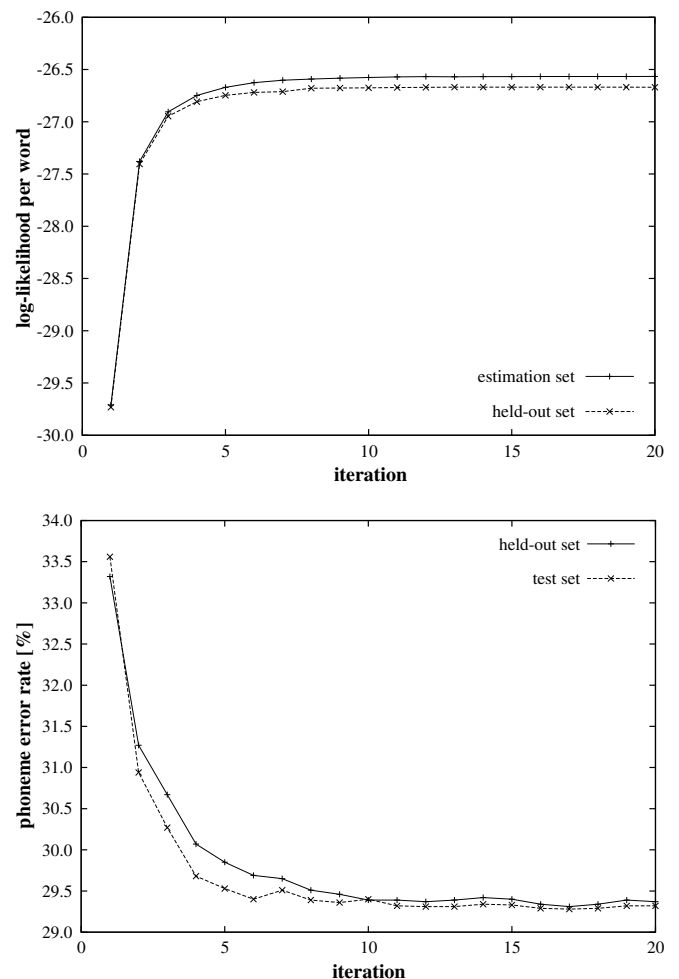 -26.0
-26.5
-27.0
-27.5
-28.0
-28.5
-29.0
-29.5
-30.0
log-likelihood per word
estimation set
held-out set
0 5 10 15 20
iteration
34.0
33.5
33.0
32.5
32.0
31.5
31.0
30.5
30.0
29.5
29.0
phoneme error rate [%]
held-out set
test set
0 5 10 15 20
iteration